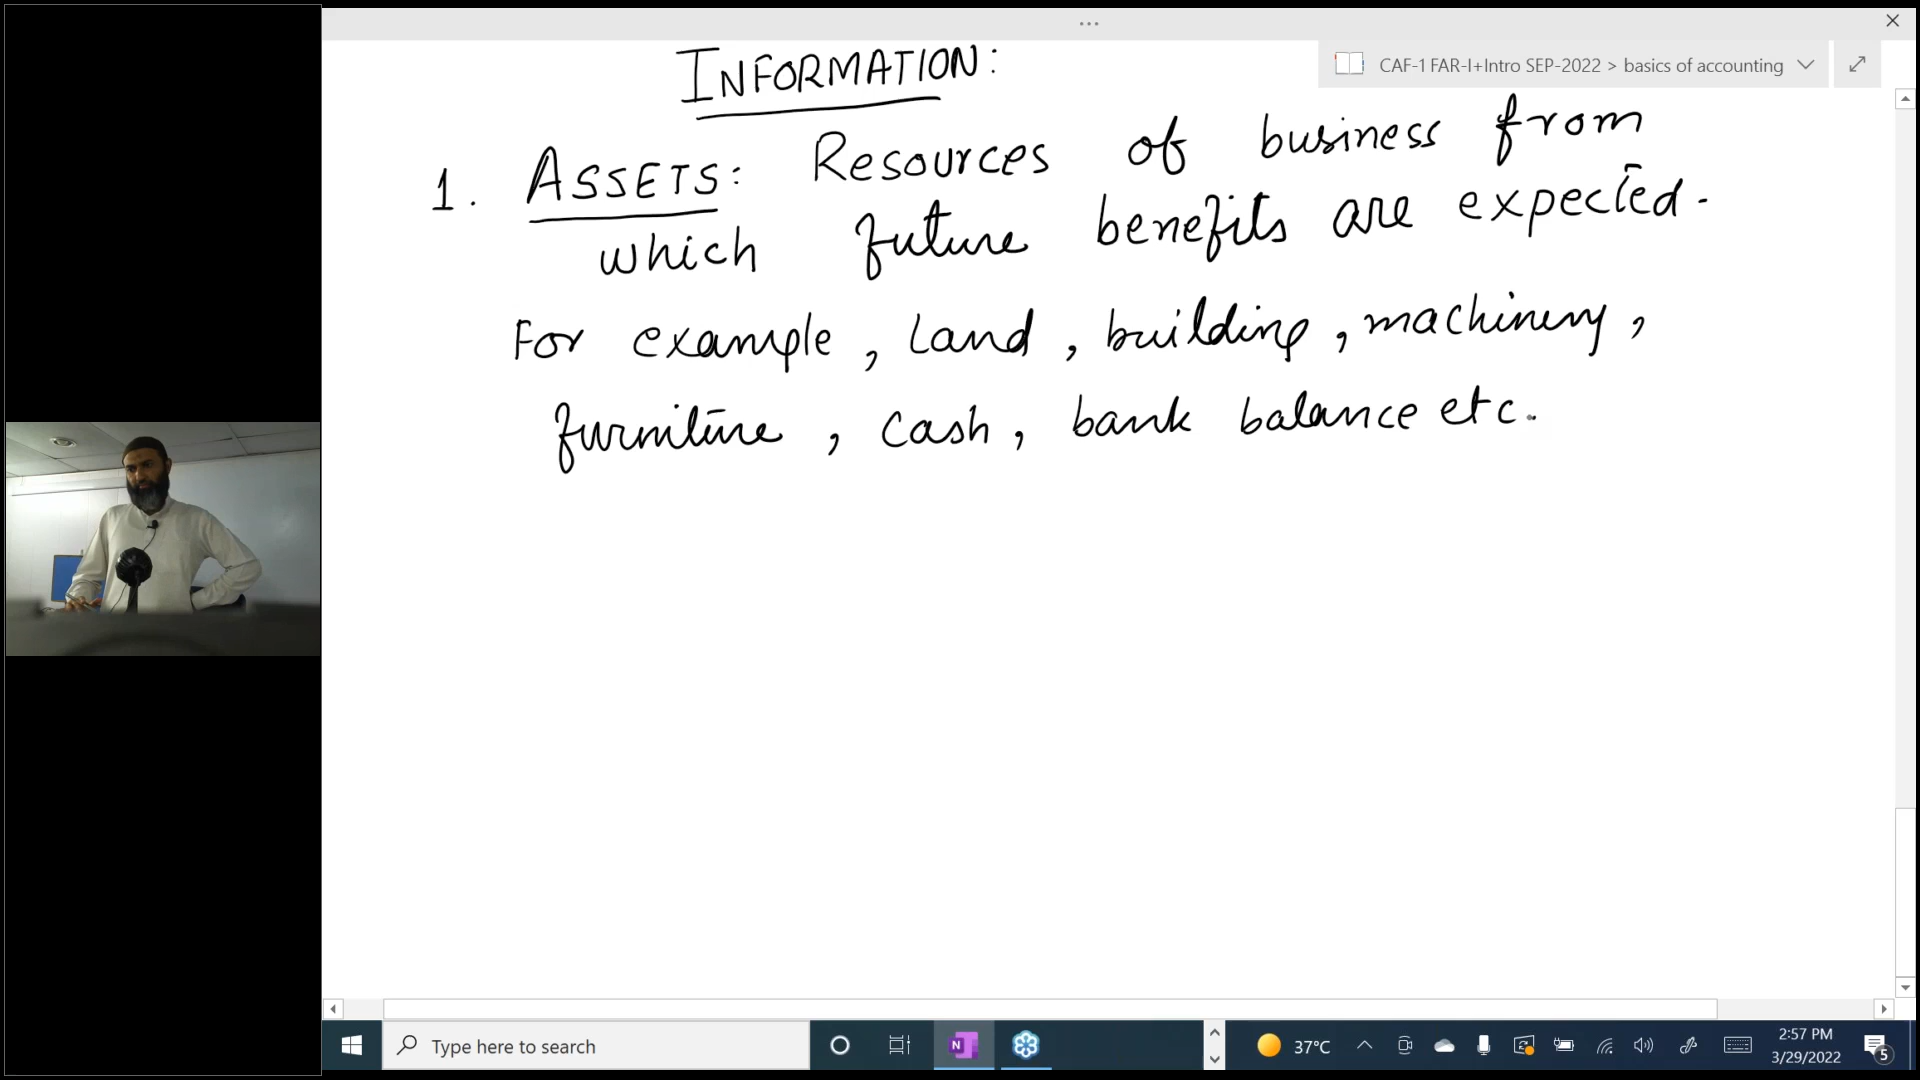 INFORMATION:
CAF-1 FAR-I+Intro SEP-2022 > basics of accounting
1. ASSETS: Resources of business from
which future benefits are expected.
For example, land, building, machinery,
furniture, cash, bank balance etc.
Type here to search
N
37°C
2:57 PM
3/29/2022
5